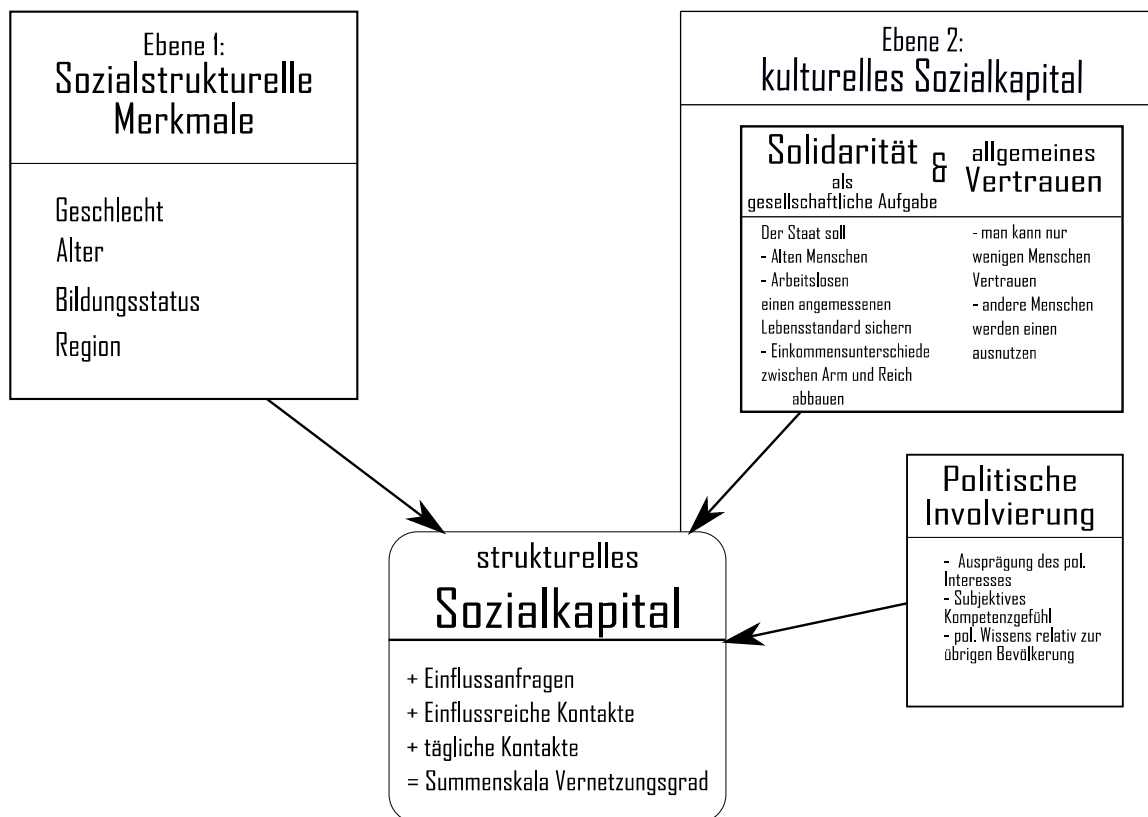 Ebene 1:
Sozialstrukturelle
Merkmale
Geschlecht
Alter
Bildungsstatus
Region
Ebene 2:
kulturelles Sozialkapital
Solidarität
als
gesellschaftliche Aufgabe
&
allgemeines
Vertrauen
Der Staat soll
- Alten Menschen
- Arbeitslosen
einen angemessenen
Lebensstandard sichern
- Einkommensunterschiede
zwischen Arm und Reich
abbauen
- man kann nur
wenigen Menschen
Vertrauen
- andere Menschen
werden einen
ausnutzen
Politische
Involvierung
- Ausprägung des pol.
Interesses
- Subjektives
Kompetenzgefühl
- pol. Wissens relativ zur
übrigen Bevölkerung
strukturelles
Sozialkapital
+ Einflussanfragen
+ Einflussreiche Kontakte
+ tägliche Kontakte
= Summenskala Vernetzungsgrad